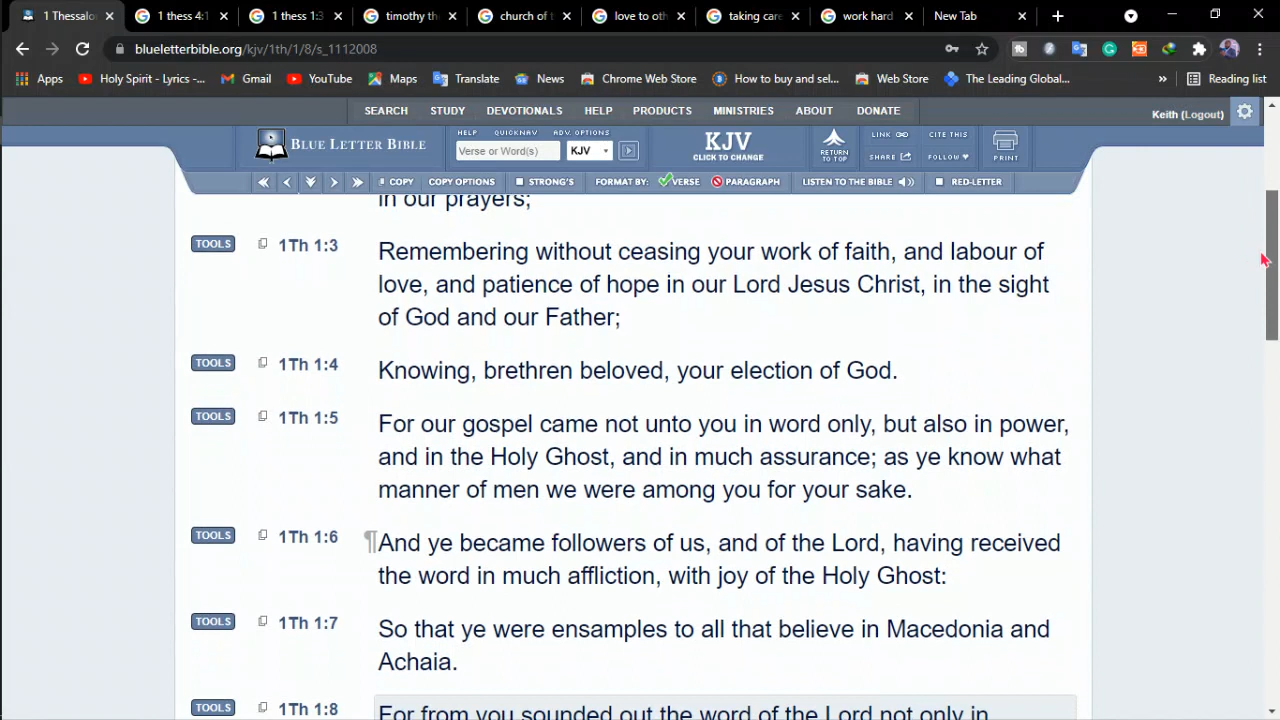 1 Thessalo
1 thess 4:1
1 thess 1:3
timothy the
church of t
love to oth
taking care
work hard
New Tab
blueletterbible.org/kjv/1th/1/8/s_1112008
Apps
Holy Spirit - Lyrics -...
Gmail
YouTube
Maps
Translate
News
Chrome Web Store
How to buy and sel...
Web Store
The Leading Global...
»
Reading list
SEARCH STUDY DEVOTIONALS HELP PRODUCTS MINISTRIES ABOUT DONATE
Keith (Logout)
BLUE LETTER BIBLE
HELP QUICKNAV ADV. OPTIONS
Verse or Word(s)
KJV
KJV
CLICK TO CHANGE
RETURN
TO TOP
LINK
CITE THIS
SHARE
FOLLOW
PRINT
COPY COPY OPTIONS STRONG'S FORMAT BY: VERSE PARAGRAPH LISTEN TO THE BIBLE RED-LETTER
in our prayers;
TOOLS 1Th 1:3 Remembering without ceasing your work of faith, and labour of
love, and patience of hope in our Lord Jesus Christ, in the sight
of God and our Father;
TOOLS 1Th 1:4 Knowing, brethren beloved, your election of God.
TOOLS 1Th 1:5 For our gospel came not unto you in word only, but also in power,
and in the Holy Ghost, and in much assurance; as ye know what
manner of men we were among you for your sake.
TOOLS 1Th 1:6 ¶And ye became followers of us, and of the Lord, having received
the word in much affliction, with joy of the Holy Ghost:
TOOLS 1Th 1:7 So that ye were ensamples to all that believe in Macedonia and
Achaia.
TOOLS 1Th 1:8 For from you sounded out the word of the Lord not only in